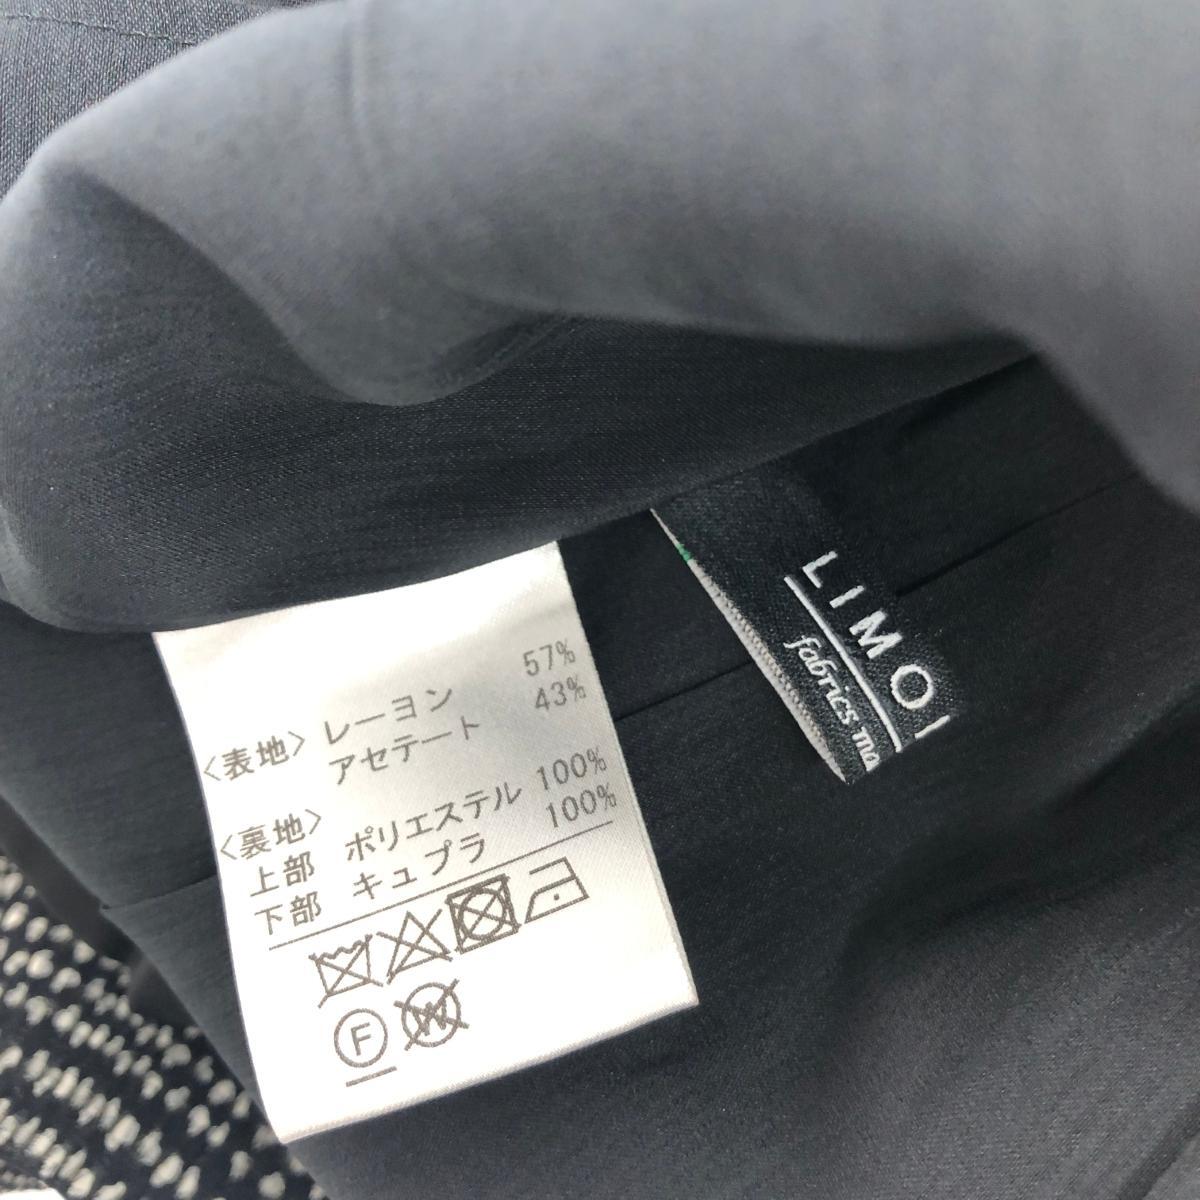 〈表地〉 レーヨン 57%
アセテート 43%
〈裏地〉
上部 ポリエステル 100%
下部 キュプラ 100%
F
W
LIMO
fabrics